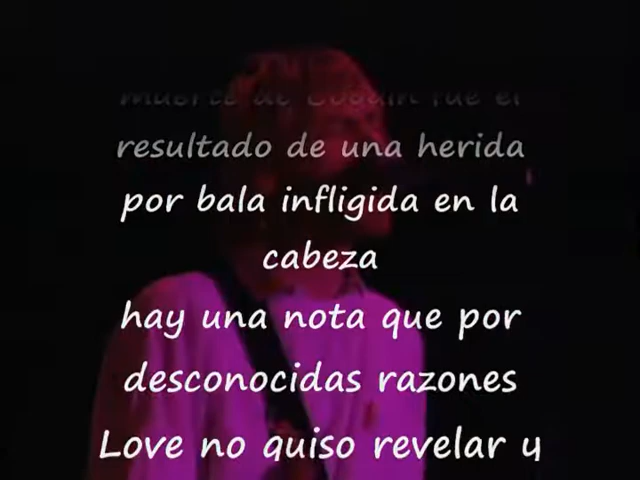 muerte de Cobain fue el
resultado de una herida
por bala infligida en la
cabeza
hay una nota que por
desconocidas razones
Love no quiso revelar y